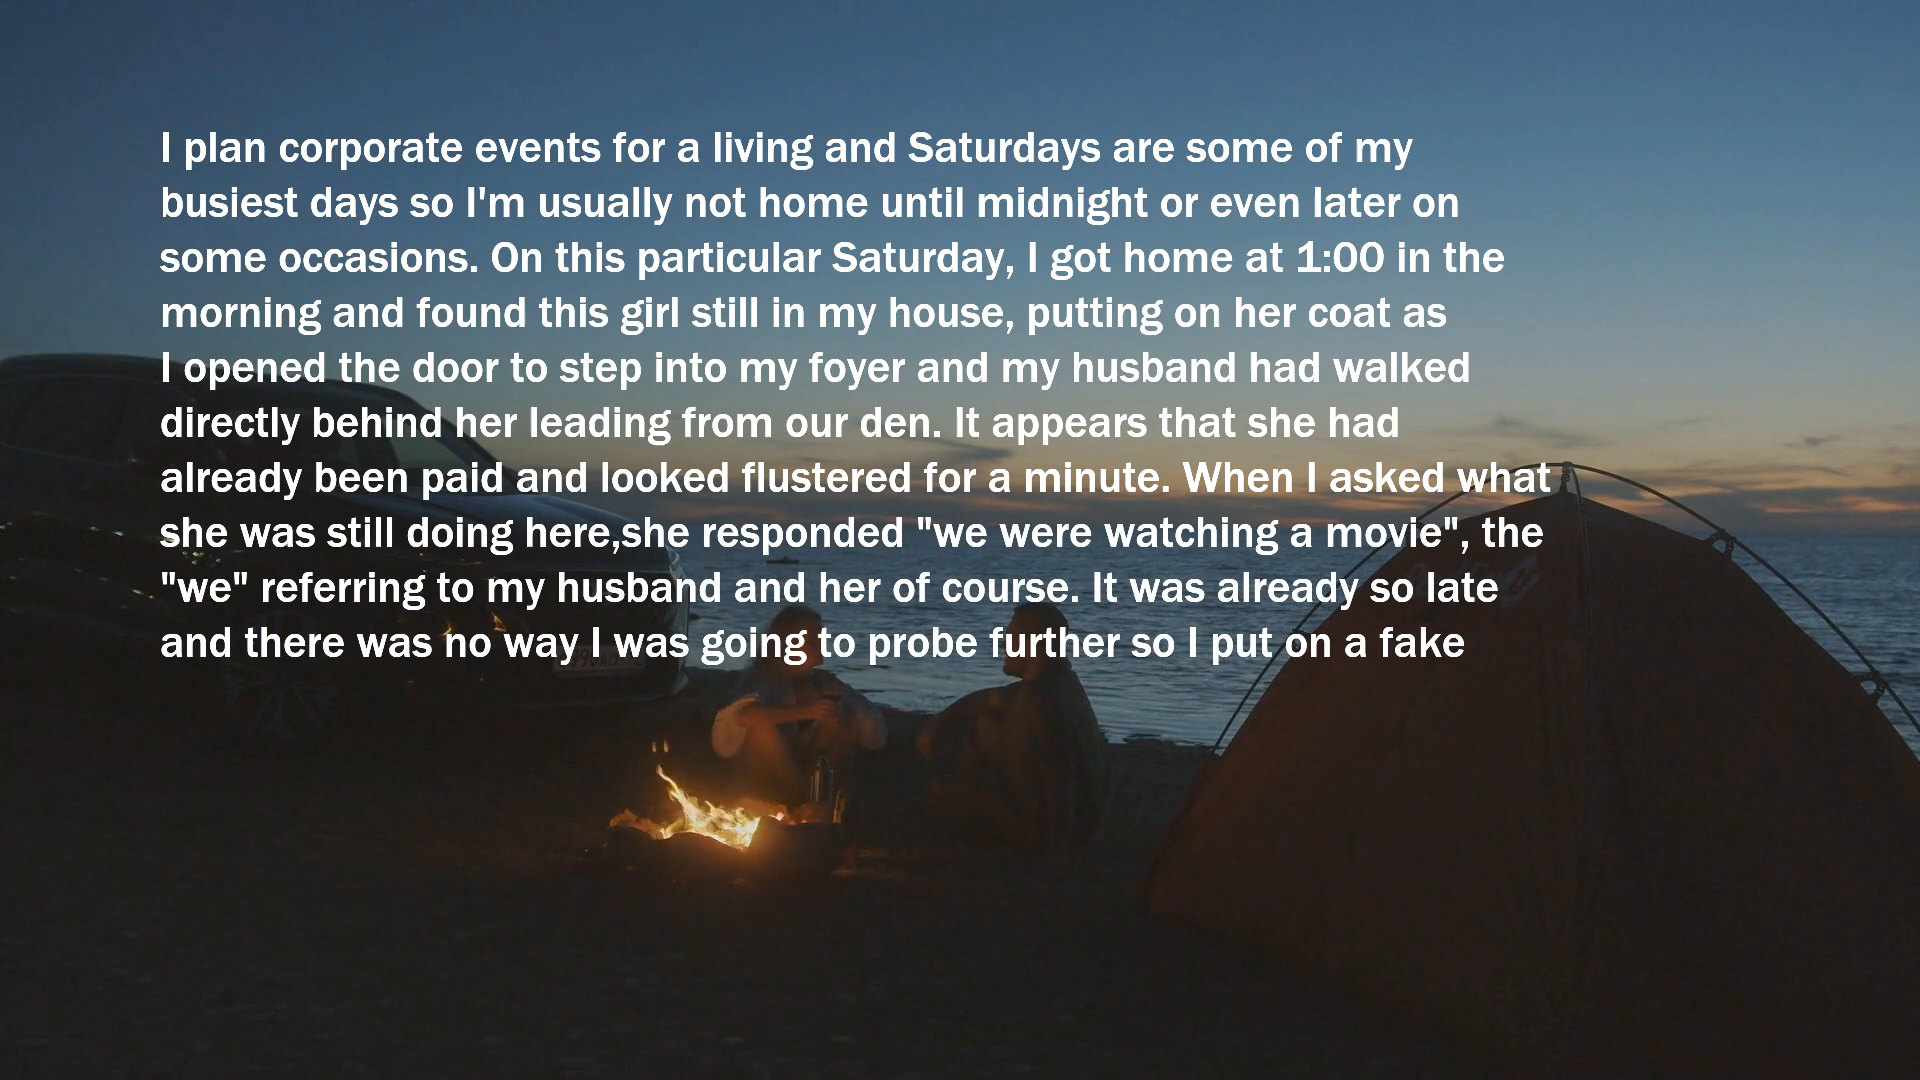 I plan corporate events for a living and Saturdays are some of my
busiest days so I'm usually not home until midnight or even later on
some occasions. On this particular Saturday, I got home at 1:00 in the
morning and found this girl still in my house, putting on her coat as
I opened the door to step into my foyer and my husband had walked
directly behind her leading from our den. It appears that she had
already been paid and looked flustered for a minute. When I asked what
she was still doing here,she responded "we were watching a movie", the
"we" referring to my husband and her of course. It was already so late
and there was no way I was going to probe further so I put on a fake